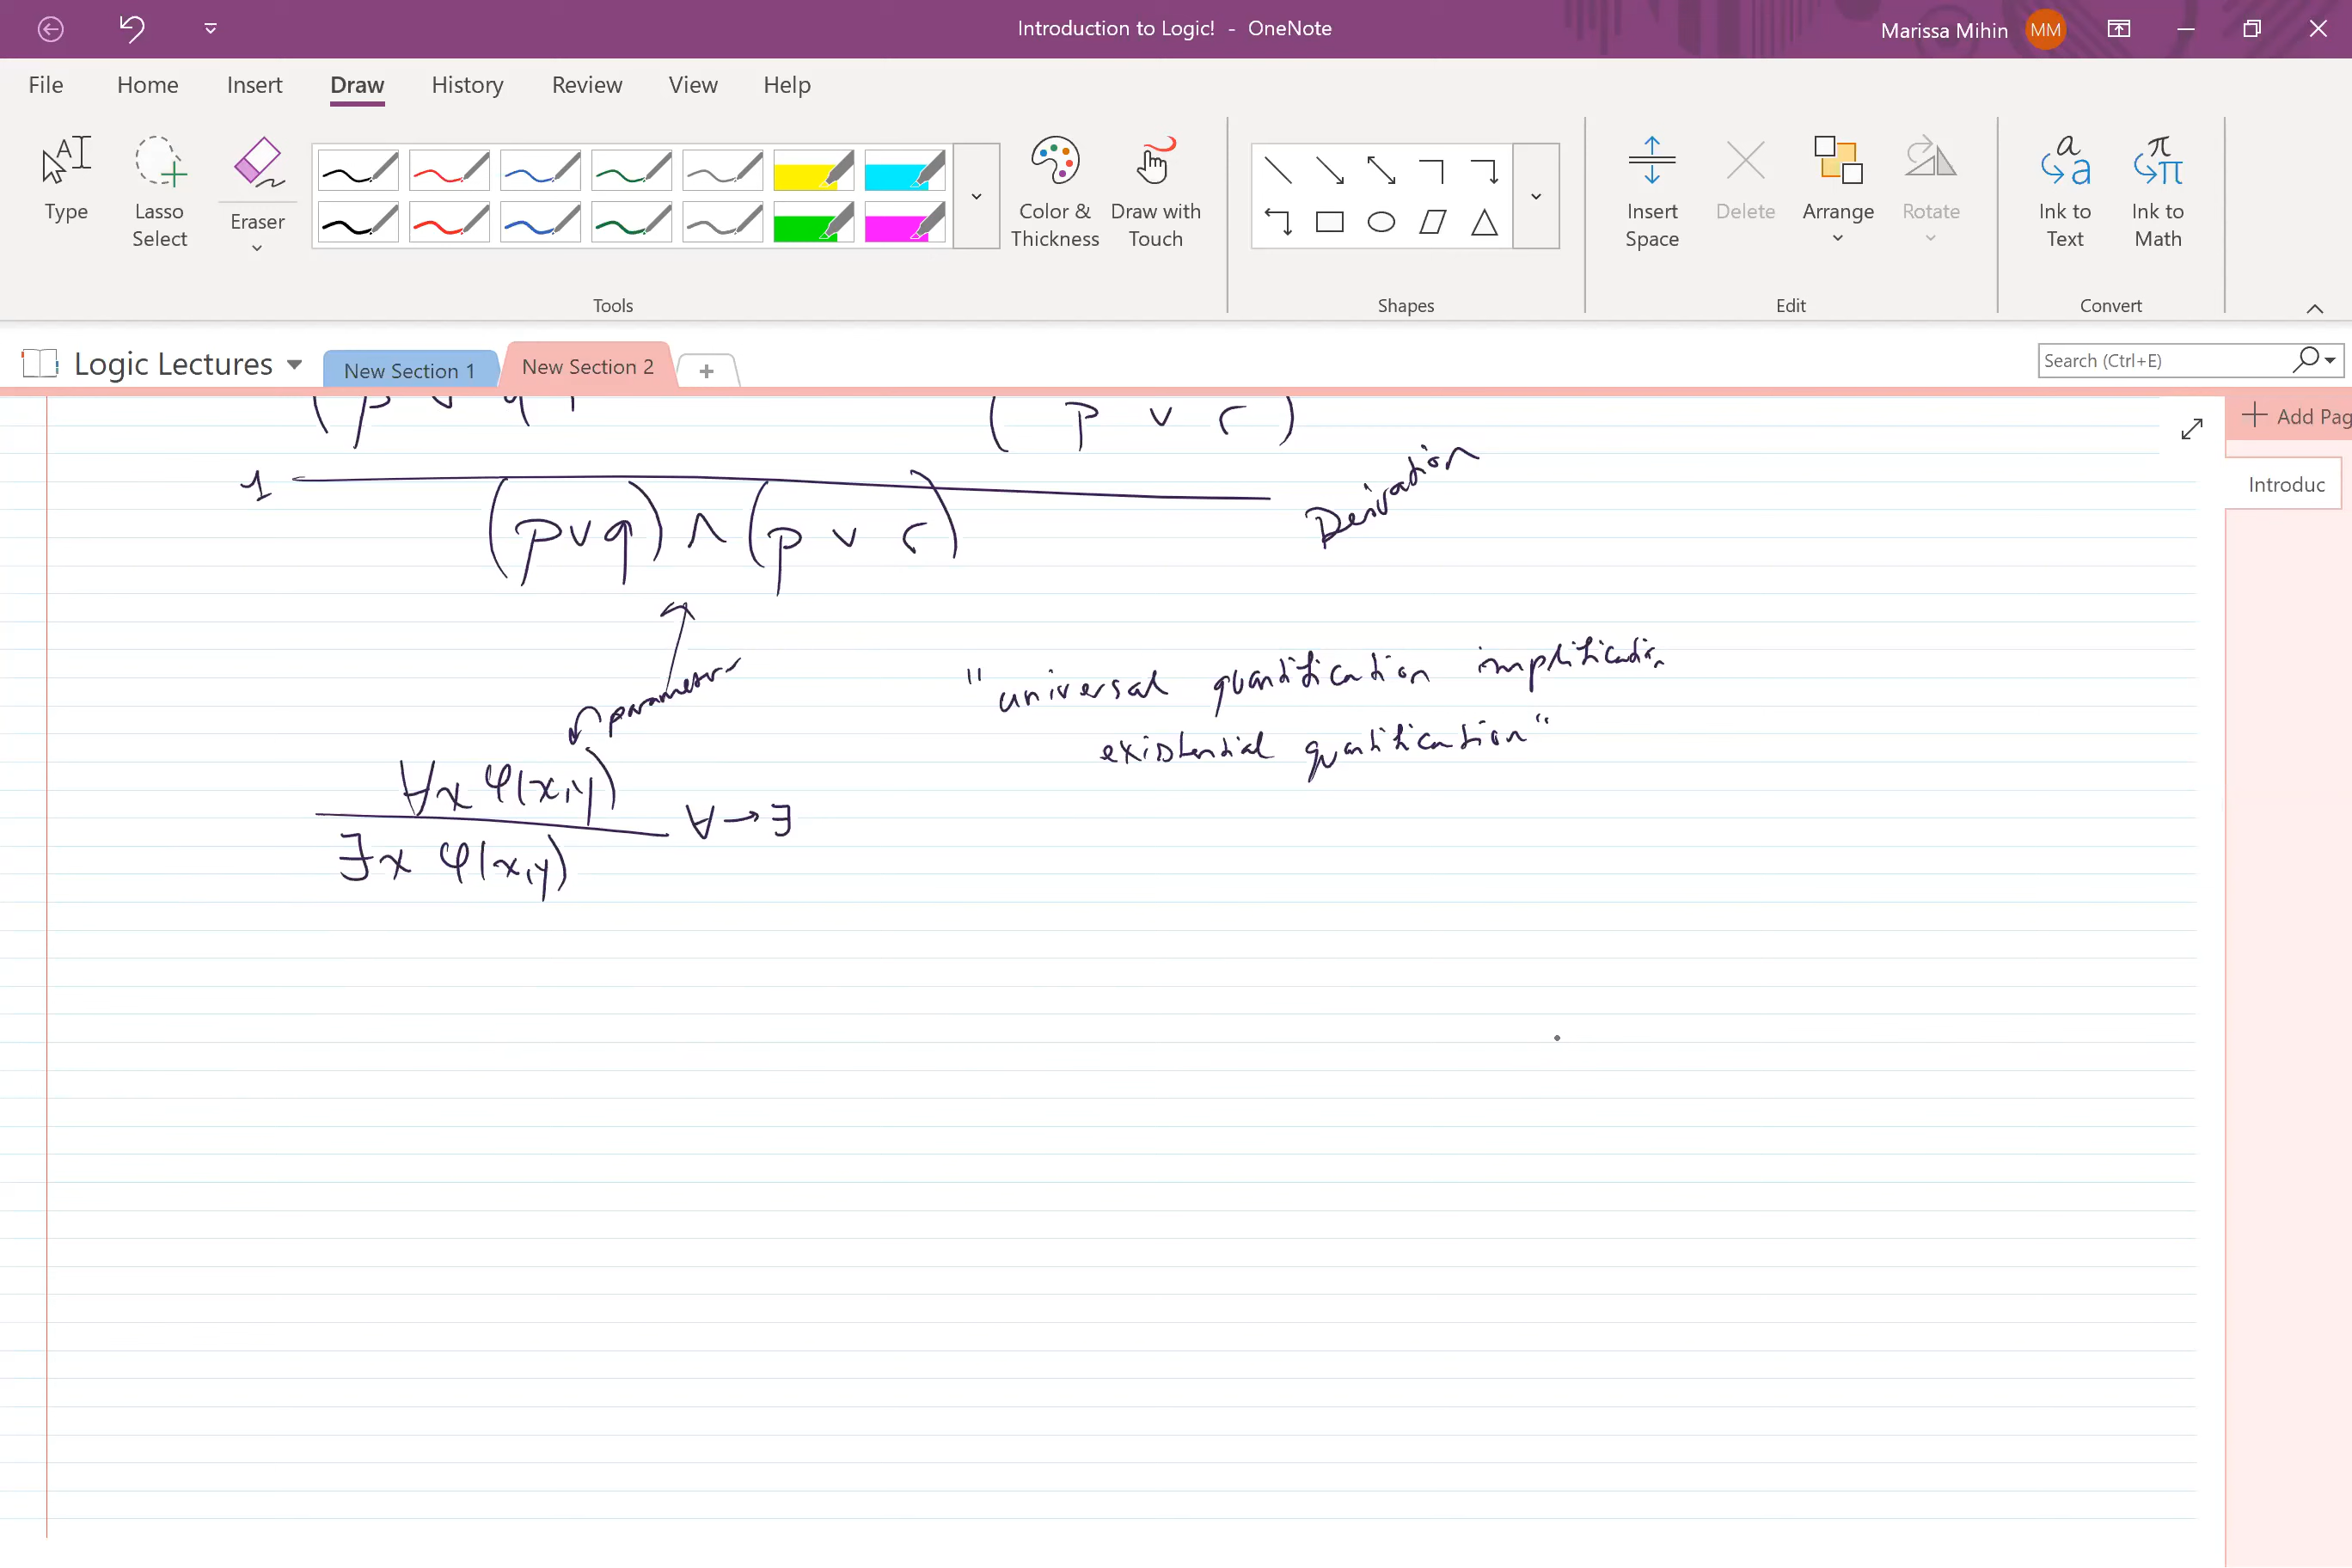 Introduction to Logic! - OneNote
Marissa Mihin MM
File Home Insert Draw History Review View Help
Type
Lasso Select
Eraser
Color & Thickness
Draw with Touch
Insert Space
Delete
Arrange
Rotate
Ink to Text
Ink to Math
Tools
Shapes
Edit
Convert
Logic Lectures
New Section 1
New Section 2
Search (Ctrl+E)
Add Pag
Introduc
( p ∨ q
( p ∨ r )
1
Derivation
(p∨q) ∧ (p ∨ r)
parameter
"universal quantification implification
existential quantification"
∀x φ(x,y)
∀→∃
∃x φ(x,y)